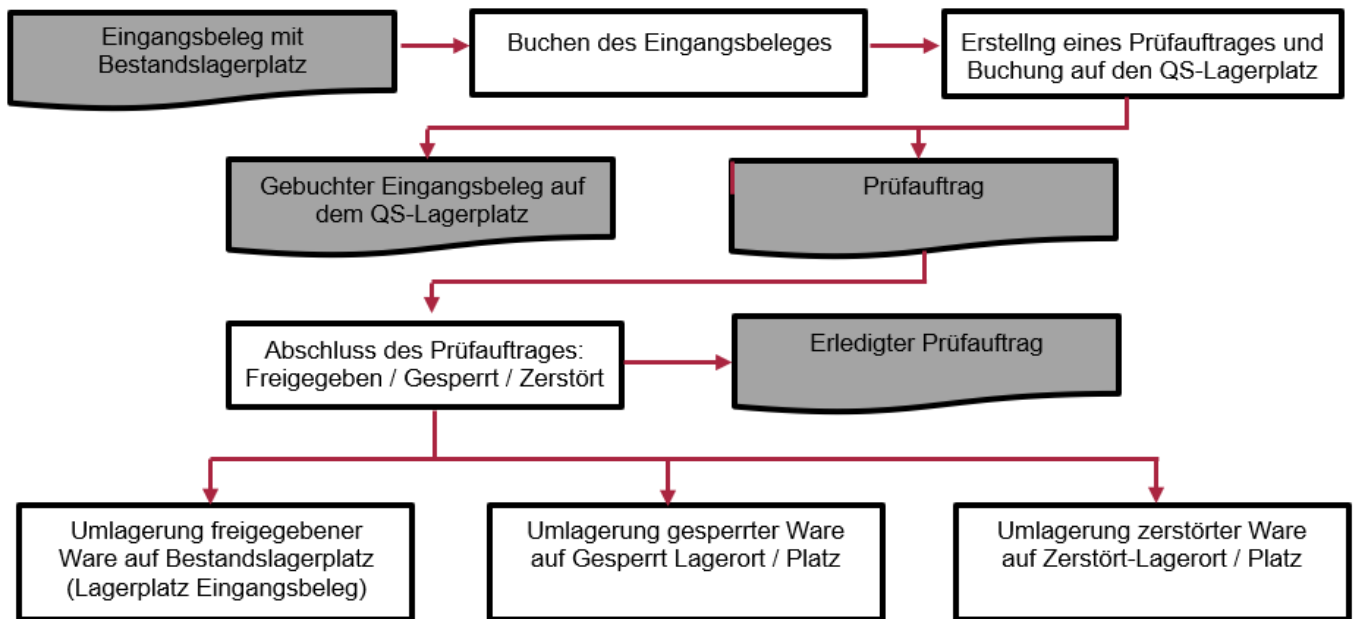 Eingangsbeleg mit
Bestandslagerplatz
Buchen des Eingangsbeleges
Erstellng eines Prüfauftrages und
Buchung auf den QS-Lagerplatz
Gebuchter Eingangsbeleg auf
dem QS-Lagerplatz
Prüfauftrag
Abschluss des Prüfauftrages:
Freigegeben / Gesperrt / Zerstört
Erledigter Prüfauftrag
Umlagerung freigegebener
Ware auf Bestandslagerplatz
(Lagerplatz Eingangsbeleg)
Umlagerung gesperrter Ware
auf Gesperrt Lagerort / Platz
Umlagerung zerstörter Ware
auf Zerstört-Lagerort / Platz